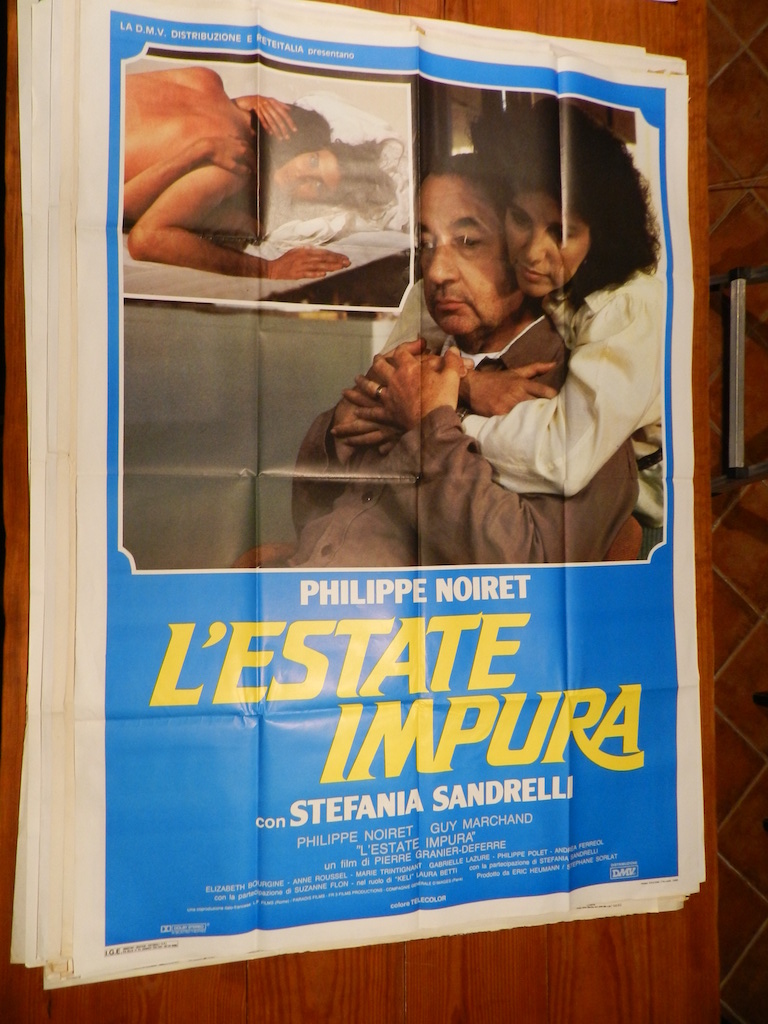 LA D.M.V. DISTRIBUZIONE E RETEITALIA presentano
PHILIPPE NOIRET
L'ESTATE
IMPURA
con STEFANIA SANDRELLI
PHILIPPE NOIRET GUY MARCHAND
"L'ESTATE IMPURA"
un film di PIERRE GRANIER-DEFERRE
ELIZABETH BOURGINE - ANNE ROUSSEL - MARIE TRINTIGNANT GABRIELLE LAZURE - PHILIPPE POLET - ANDREA FERREOL
con la partecipazione di SUZANNE FLON - nel ruolo di "KELI" LAURA BETTI con la partecipazione di STEFANIA SANDRELLI
Prodotto da ERIC HEUMANN / STEPHANE SORLAT
colore TELECOLOR
DISTRIBUZIONE
DMV
I.G.E.